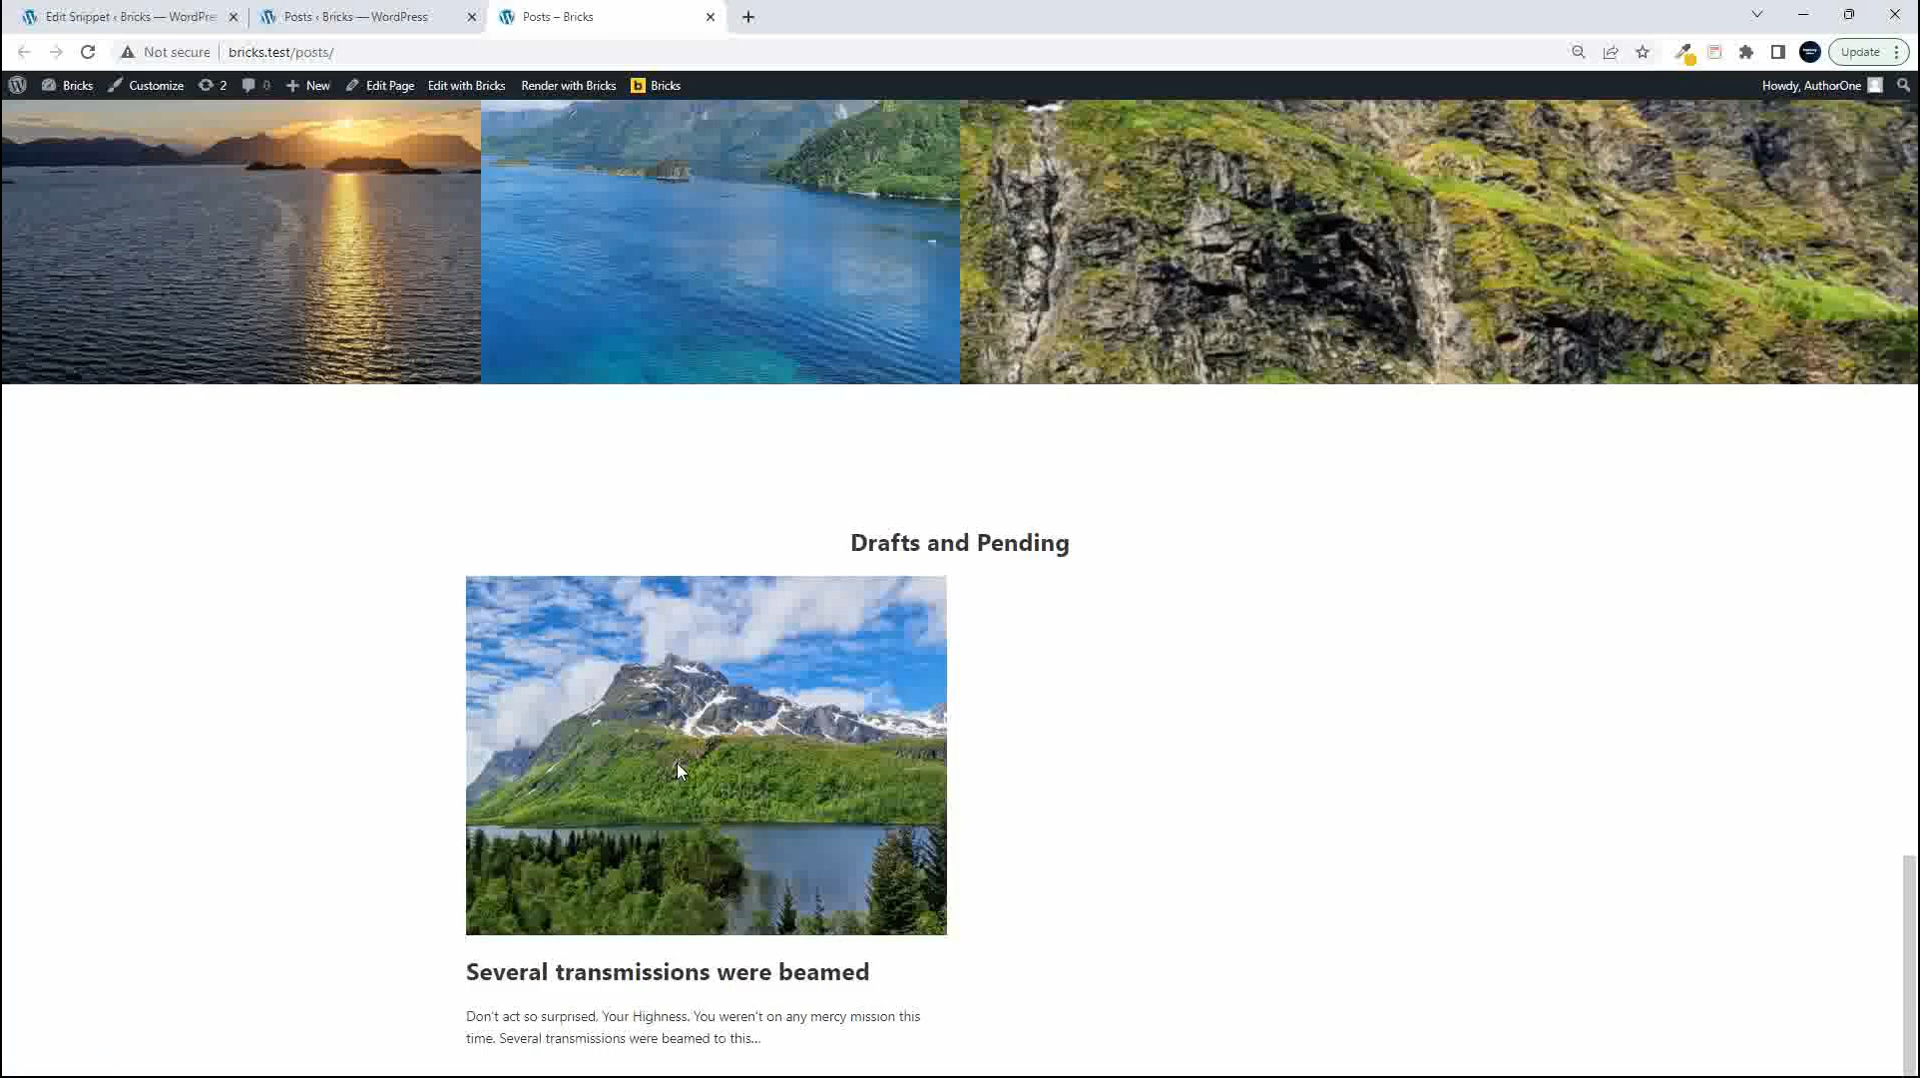 Edit Snippet ‹ Bricks — WordPre
Posts ‹ Bricks — WordPress
Posts – Bricks
Not secure
bricks.test/posts/
Update
Bricks
Customize
2
0
New
Edit Page
Edit with Bricks
Render with Bricks
b
Bricks
Howdy, AuthorOne
Drafts and Pending
Several transmissions were beamed
Don't act so surprised, Your Highness. You weren't on any mercy mission this
time. Several transmissions were beamed to this...